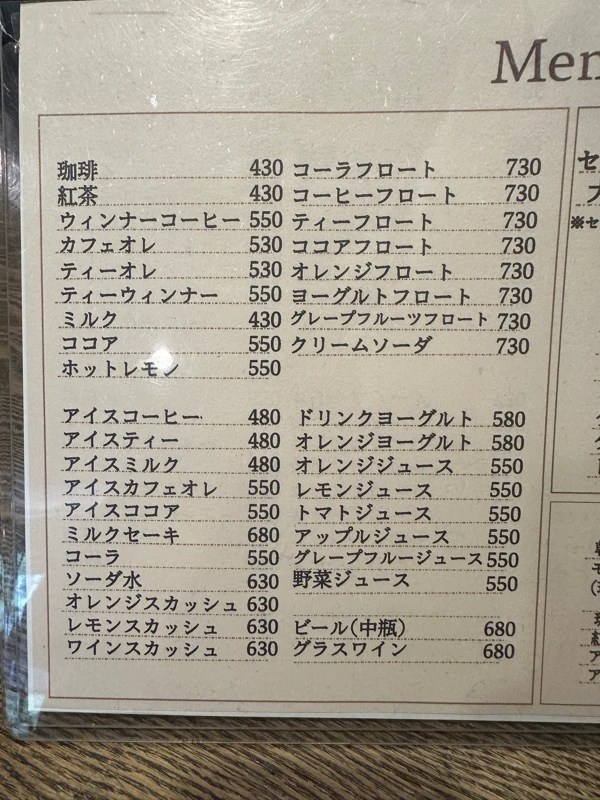 Men
珈琲 430
紅茶 430
ウィンナーコーヒー 550
カフェオレ 530
ティーオレ 530
ティーウィンナー 550
ミルク 430
ココア 550
ホットレモン 550
コーラフロート 730
コーヒーフロート 730
ティーフロート 730
ココアフロート 730
オレンジフロート 730
ヨーグルトフロート 730
グレープフルーツフロート 730
クリームソーダ 730
アイスコーヒー 480
アイスティー 480
アイスミルク 480
アイスカフェオレ 550
アイスココア 550
ミルクセーキ 680
コーラ 550
ソーダ水 630
オレンジスカッシュ 630
レモンスカッシュ 630
ワインスカッシュ 630
ドリンクヨーグルト 580
オレンジヨーグルト 580
オレンジジュース 550
レモンジュース 550
トマトジュース 550
アップルジュース 550
グレープフルージュース 550
野菜ジュース 550
ビール(中瓶) 680
グラスワイン 680
セ
※セ